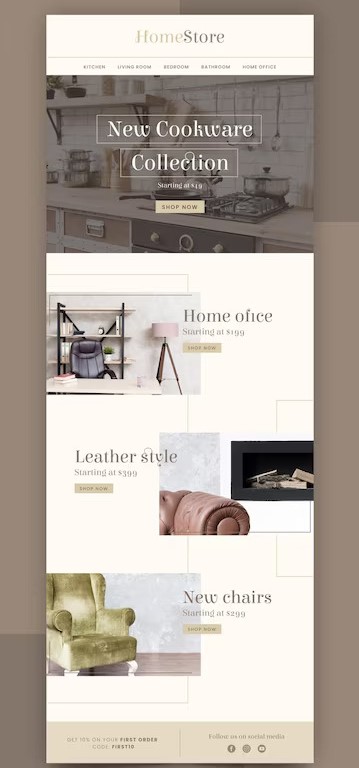 HomeStore
KITCHEN LIVING ROOM BEDROOM BATHROOM HOME OFFICE
New Cookware
Collection
Starting at $49
SHOP NOW
Home ofice
Starting at $199
SHOP NOW
Leather style
Starting at $399
SHOP NOW
New chairs
Starting at $299
SHOP NOW
GET 10% ON YOUR FIRST ORDER
CODE: FIRST10
Follow us on social media